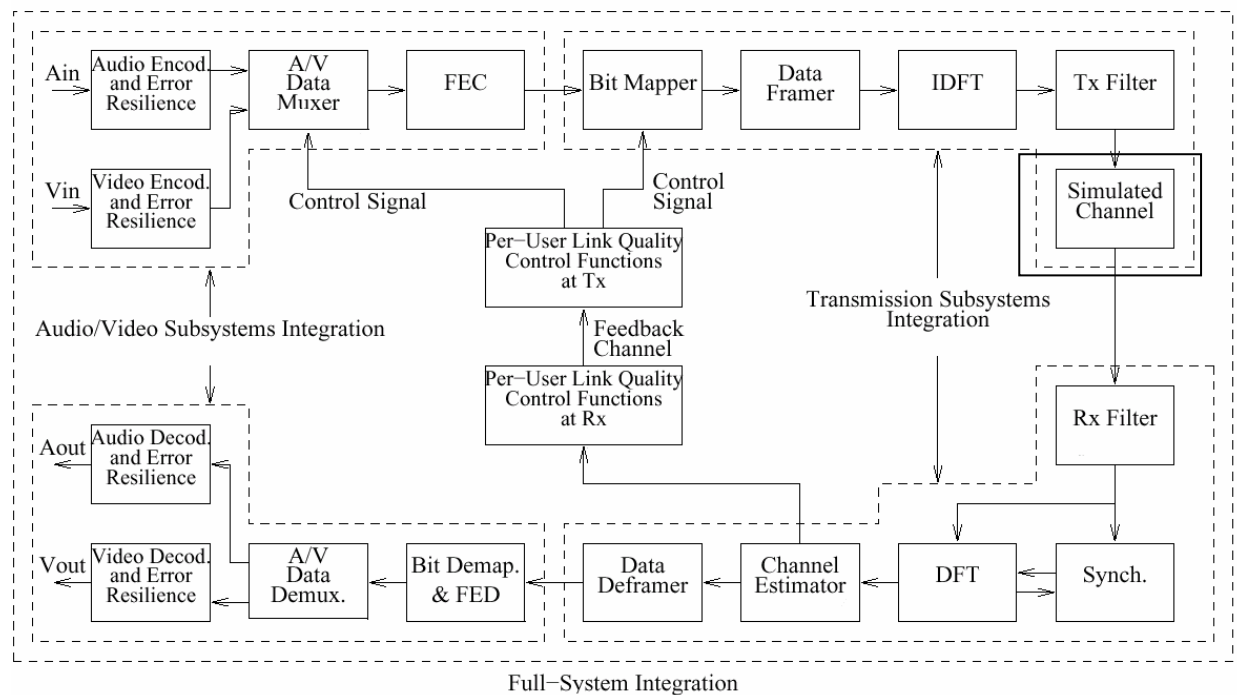 Ain
Audio Encod.
and Error
Resilience
A/V
Data
Muxer
FEC
Bit Mapper
Data
Framer
IDFT
Tx Filter
Vin
Video Encod.
and Error
Resilience
Control Signal
Control
Signal
Simulated
Channel
Per−User Link Quality
Control Functions
at Tx
Audio/Video Subsystems Integration
Feedback
Channel
Transmission Subsystems
Integration
Per−User Link Quality
Control Functions
at Rx
Rx Filter
Aout
Audio Decod.
and Error
Resilience
Vout
Video Decod.
and Error
Resilience
A/V
Data
Demux.
Bit Demap.
& FED
Data
Deframer
Channel
Estimator
DFT
Synch.
Full−System Integration